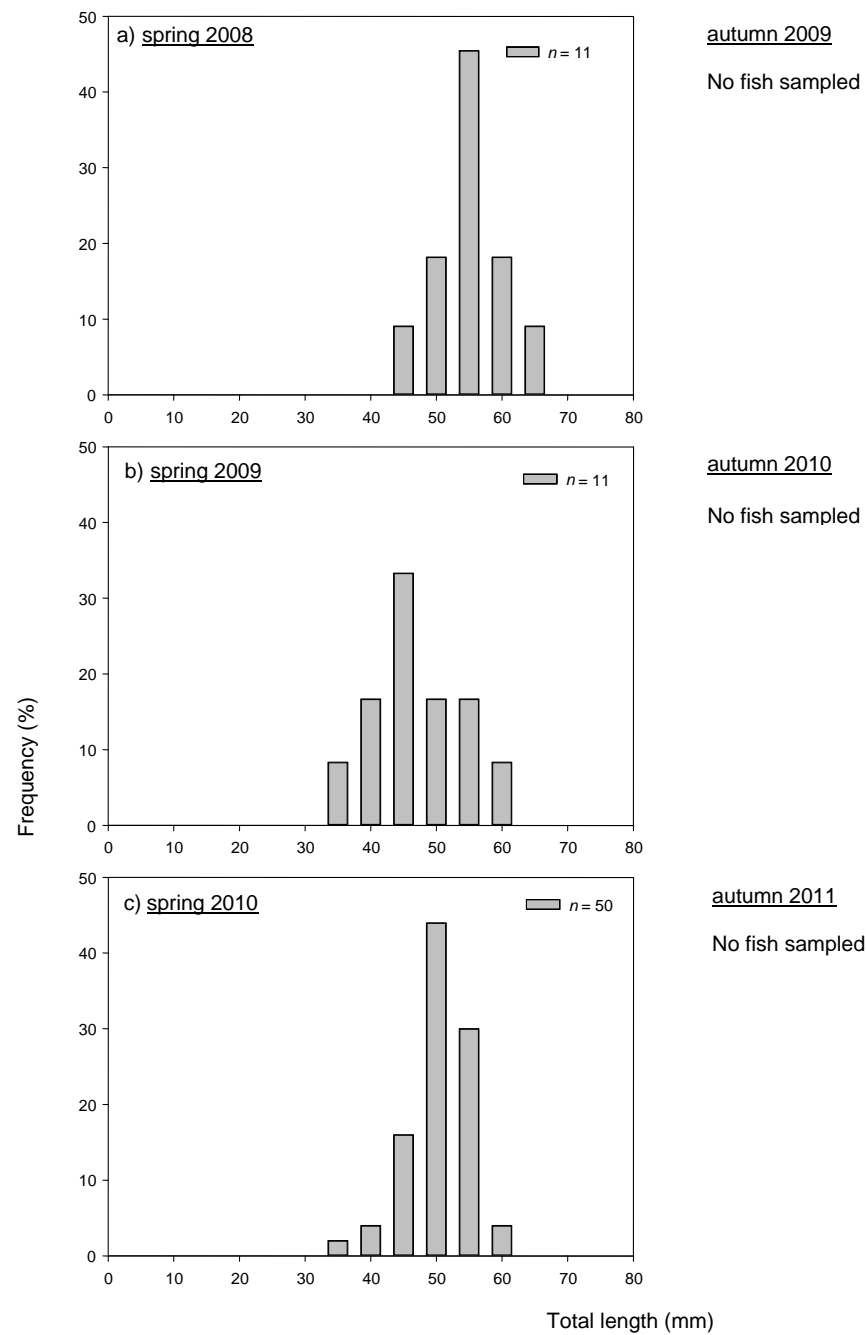 a) spring 2008
n = 11
autumn 2009
No fish sampled
50
40
30
20
10
0
0 10 20 30 40 50 60 70 80
b) spring 2009
n = 11
autumn 2010
No fish sampled
50
40
30
20
10
0
0 10 20 30 40 50 60 70 80
Frequency (%)
c) spring 2010
n = 50
autumn 2011
No fish sampled
50
40
30
20
10
0
0 10 20 30 40 50 60 70 80
Total length (mm)